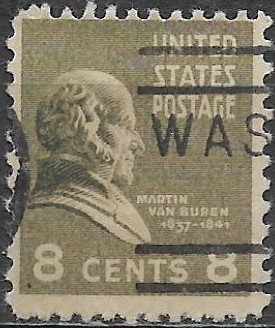 UNITED
STATES
POSTAGE
WAS
MARTIN
VAN BUREN
1837-1841
8 CENTS 8